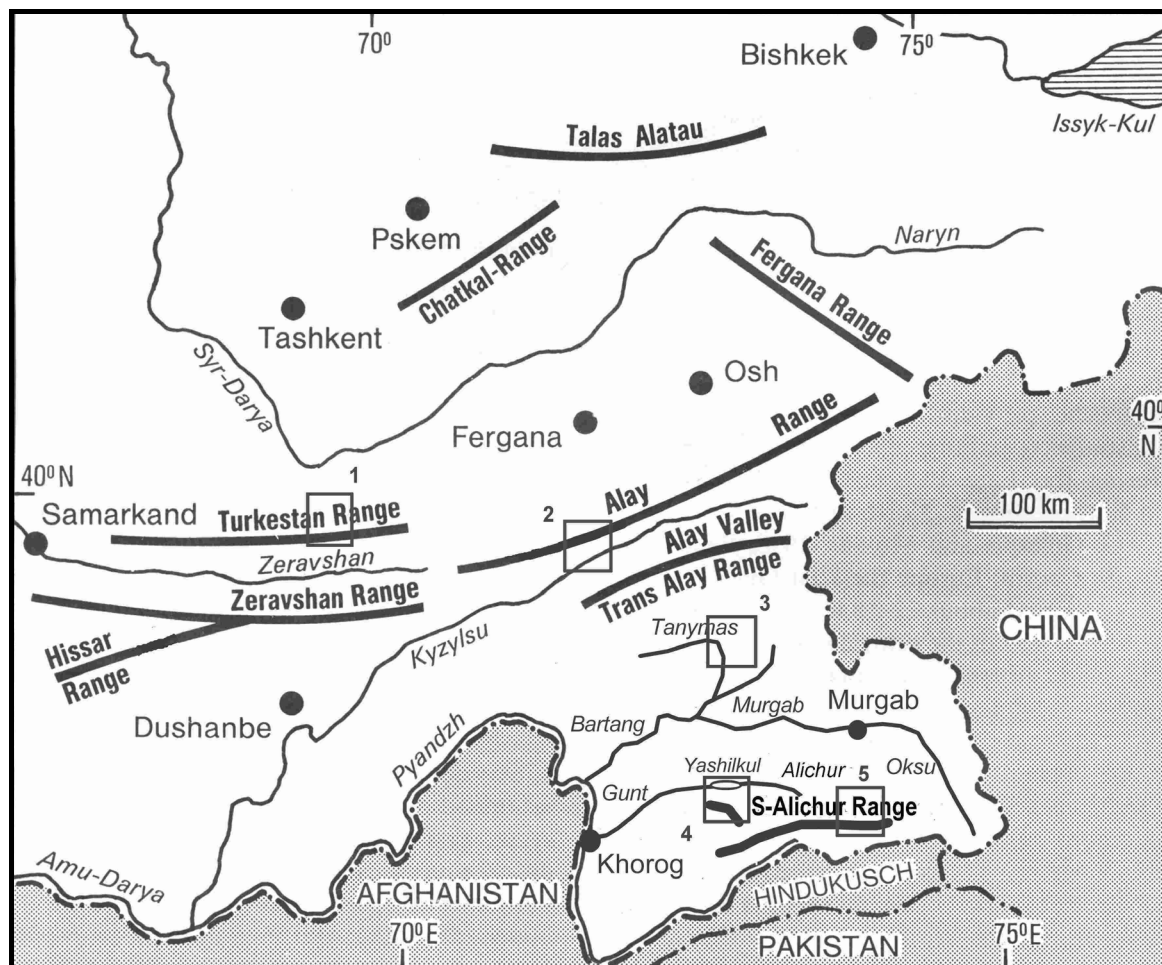 70⁰
75⁰
Bishkek
Issyk-Kul
Talas Alatau
Pskem
Chatkal-Range
Naryn
Fergana Range
Tashkent
Syr-Darya
Osh
Fergana
Range
40⁰
N
40⁰ N
1
Samarkand
Turkestan Range
2
Alay
100 km
Zeravshan
Alay Valley
Trans Alay Range
Zeravshan Range
3
Tanymas
CHINA
Hissar
Range
Kyzylsu
Dushanbe
Murgab
Murgab
Bartang
Pyandzh
Yashilkul
Alichur
5
Oksu
Gunt
S-Alichur Range
4
Khorog
Amu-Darya
AFGHANISTAN
HINDUKUSCH
70⁰E
75⁰E
PAKISTAN